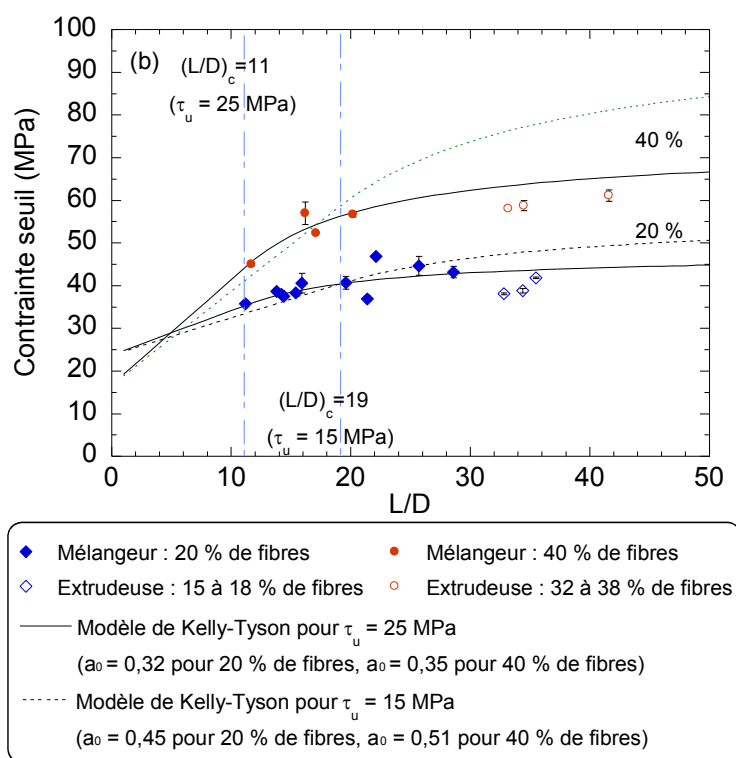 100
90
80
70
60
50
40
30
20
10
0
Contrainte seuil (MPa)
(b)
(L/D)c=11
(τu = 25 MPa)
40 %
20 %
(L/D)c=19
(τu = 15 MPa)
0 10 20 30 40 50
L/D
Mélangeur : 20 % de fibres
Mélangeur : 40 % de fibres
Extrudeuse : 15 à 18 % de fibres
Extrudeuse : 32 à 38 % de fibres
Modèle de Kelly-Tyson pour τu = 25 MPa
(a₀ = 0,32 pour 20 % de fibres, a₀ = 0,35 pour 40 % de fibres)
Modèle de Kelly-Tyson pour τu = 15 MPa
(a₀ = 0,45 pour 20 % de fibres, a₀ = 0,51 pour 40 % de fibres)